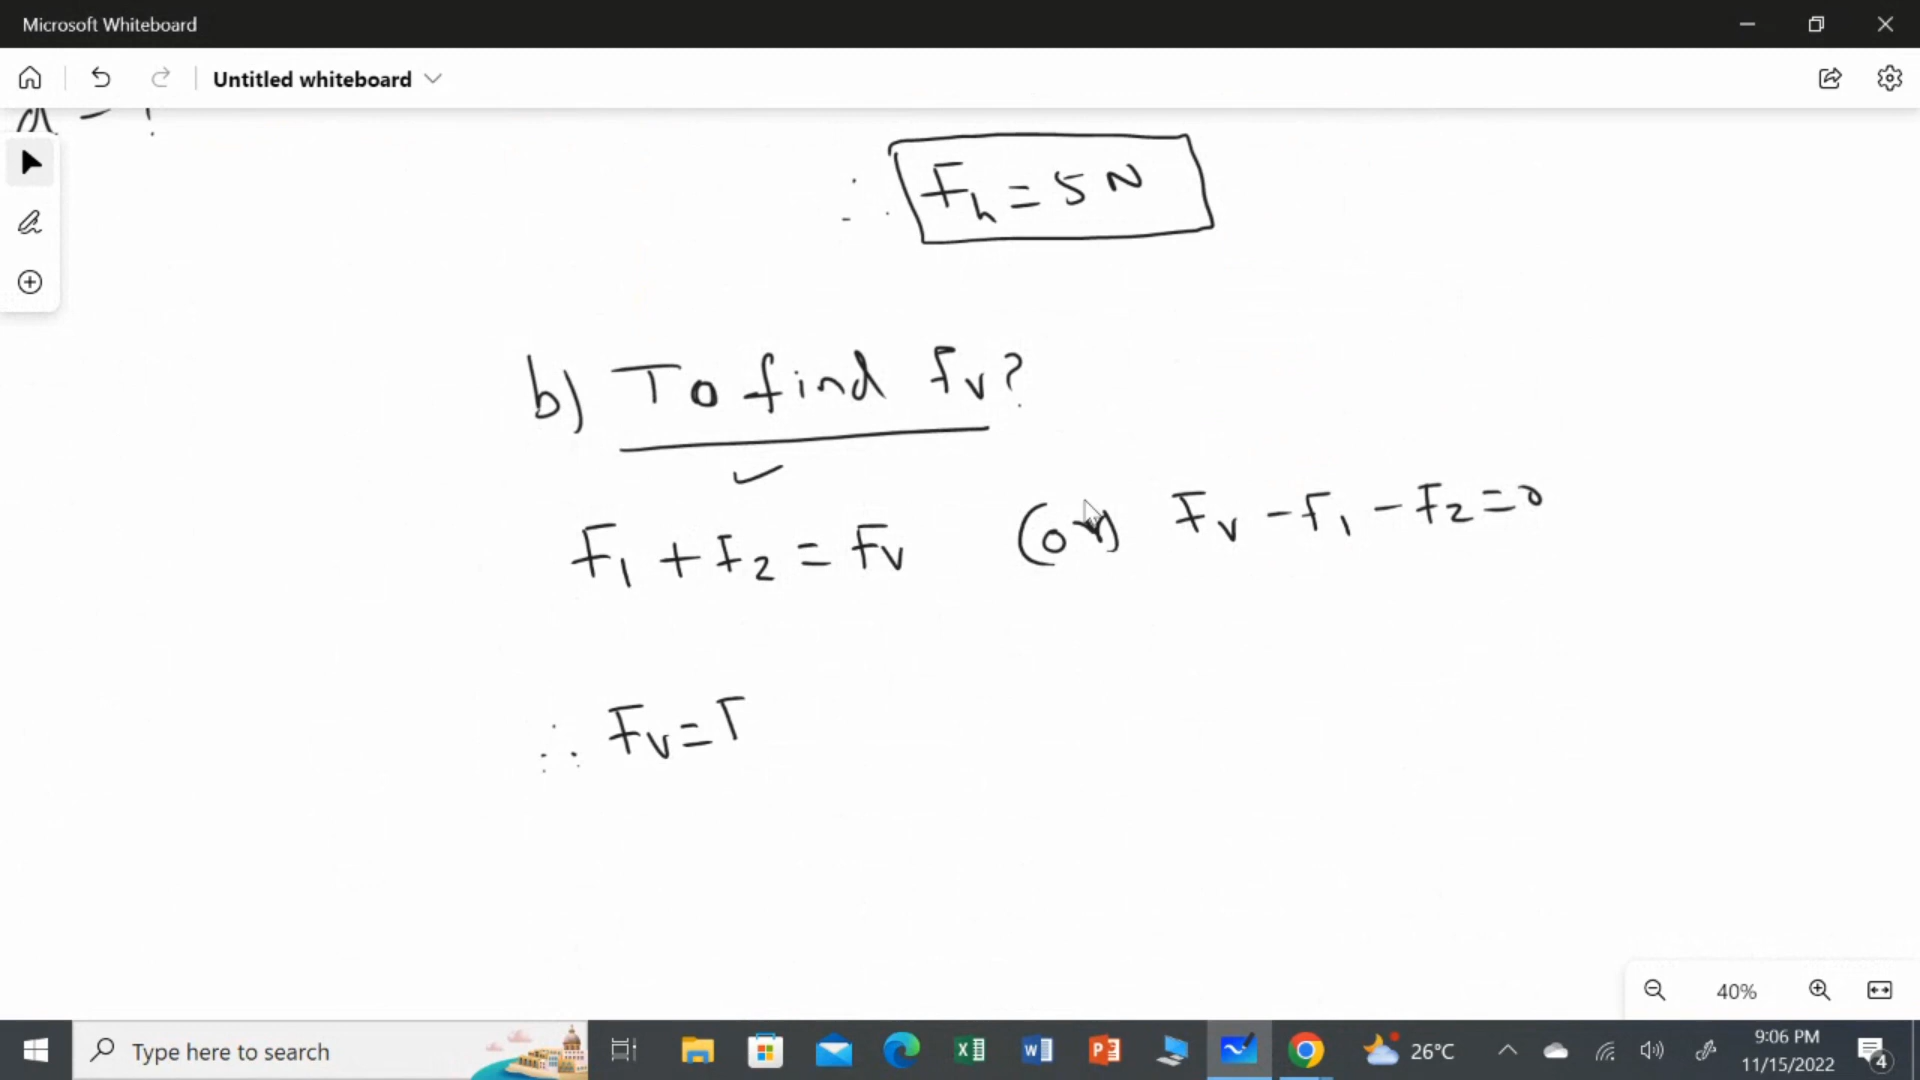 Microsoft Whiteboard
Untitled whiteboard
∴ Fh = 5 N
b) To find Fv?
F1 + F2 = Fv (or) Fv - F1 - F2 = 0
∴ Fv =
40%
Type here to search
26°C
9:06 PM
11/15/2022
4